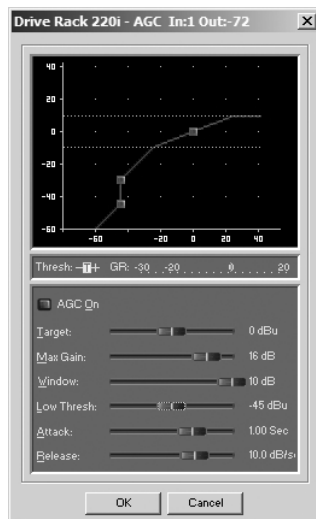 Drive Rack 220i - AGC In:1 Out:-72
40
20
0
-20
-40
-60
-60 -20 0 20 40
Thresh: -T+ GR: -30 . -20 . . . . . . 0 . . . . 20
AGC On
Target: 0 dBu
Max Gain: 16 dB
Window: 10 dB
Low Thresh: -45 dBu
Attack: 1.00 Sec
Release: 10.0 dB/s
OK Cancel